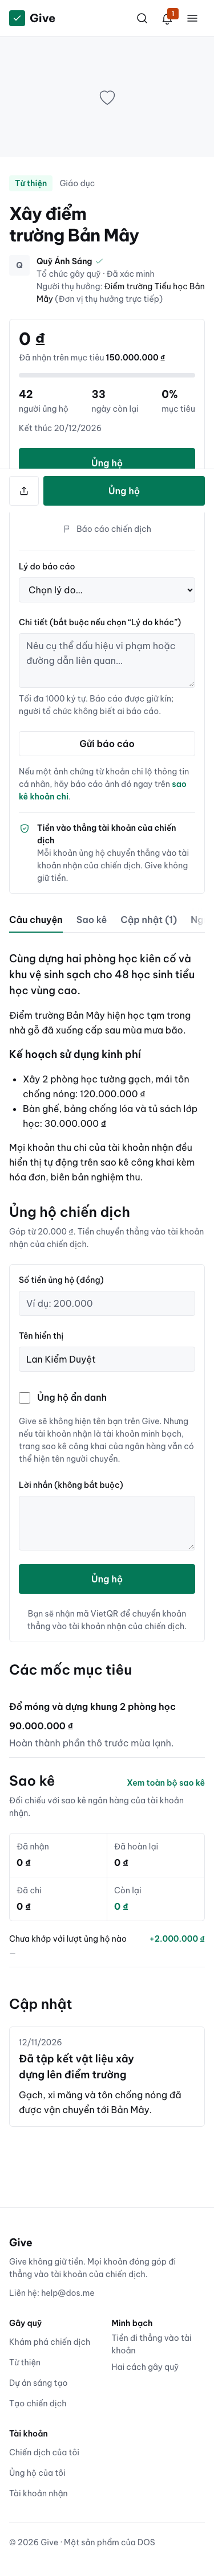 Give
1
Từ thiện
Giáo dục
Xây điểm
trường Bản Mây
Q
Quỹ Ánh Sáng
Tổ chức gây quỹ · Đã xác minh
Người thụ hưởng: Điểm trường Tiểu học Bản
Mây (Đơn vị thụ hưởng trực tiếp)
0 ₫
Đã nhận trên mục tiêu 150.000.000 ₫
42
33
0%
người ủng hộ
ngày còn lại
mục tiêu
Kết thúc 20/12/2026
Ủng hộ
Ủng hộ
Báo cáo chiến dịch
Lý do báo cáo
Chọn lý do...
Chi tiết (bắt buộc nếu chọn “Lý do khác”)
Nêu cụ thể dấu hiệu vi phạm hoặc
đường dẫn liên quan...
Tối đa 1000 ký tự. Báo cáo được giữ kín;
người tổ chức không biết ai báo cáo.
Gửi báo cáo
Nếu một bản chứng từ khoản chi lộ thông tin
cá nhân, hãy báo cáo ảnh đó ngay trên sao
kê khoản chi.
Tiền vào thẳng tài khoản của chiến
dịch
Mỗi khoản ủng hộ chuyển thẳng vào tài
khoản nhận của chiến dịch. Give không
giữ tiền.
Câu chuyện
Sao kê
Cập nhật (1)
Ng
Cùng dựng hai phòng học kiên cố và
khu vệ sinh sạch cho 48 học sinh tiểu
học vùng cao.
Điểm trường Bản Mây hiện học tạm trong
nhà gỗ đã xuống cấp sau mùa mưa bão.
Kế hoạch sử dụng kinh phí
Xây 2 phòng học tường gạch, mái tôn
chống nóng: 120.000.000 ₫
Bàn ghế, bảng chống lóa và tủ sách lớp
học: 30.000.000 ₫
Mọi khoản thu chi của tài khoản nhận đều
hiển thị tự động trên sao kê công khai kèm
hóa đơn, biên bản nghiệm thu.
Ủng hộ chiến dịch
Góp từ 20.000 ₫. Tiền chuyển thẳng vào tài khoản
nhận của chiến dịch.
Số tiền ủng hộ (đồng)
Ví dụ: 200.000
Tên hiển thị
Lan Kiểm Duyệt
Ủng hộ ẩn danh
Give sẽ không hiện tên bạn trên Give. Nhưng
nếu tài khoản nhận là tài khoản minh bạch,
trang sao kê công khai của ngân hàng vẫn có
thể hiện tên người chuyển.
Lời nhắn (không bắt buộc)
Ủng hộ
Bạn sẽ nhận mã VietQR để chuyển khoản
thẳng vào tài khoản nhận của chiến dịch.
Các mốc mục tiêu
Đổ móng và dựng khung 2 phòng học
90.000.000 ₫
Hoàn thành phần thô trước mùa lạnh.
Sao kê
Xem toàn bộ sao kê
Đối chiếu với sao kê ngân hàng của tài khoản
nhận.
Đã nhận
Đã hoàn lại
0 ₫
0 ₫
Đã chi
Còn lại
0 ₫
0 ₫
Chưa khớp với lượt ủng hộ nào
+2.000.000 ₫
—
Cập nhật
12/11/2026
Đã tập kết vật liệu xây
dựng lên điểm trường
Gạch, xi măng và tôn chống nóng đã
được vận chuyển tới Bản Mây.
Give
Give không giữ tiền. Mọi khoản đóng góp đi
thẳng vào tài khoản của chiến dịch.
Liên hệ: help@dos.me
Gây quỹ
Minh bạch
Khám phá chiến dịch
Tiền đi thẳng vào tài
khoản
Từ thiện
Hai cách gây quỹ
Dự án sáng tạo
Tạo chiến dịch
Tài khoản
Chiến dịch của tôi
Ủng hộ của tôi
Tài khoản nhận
© 2026 Give · Một sản phẩm của DOS